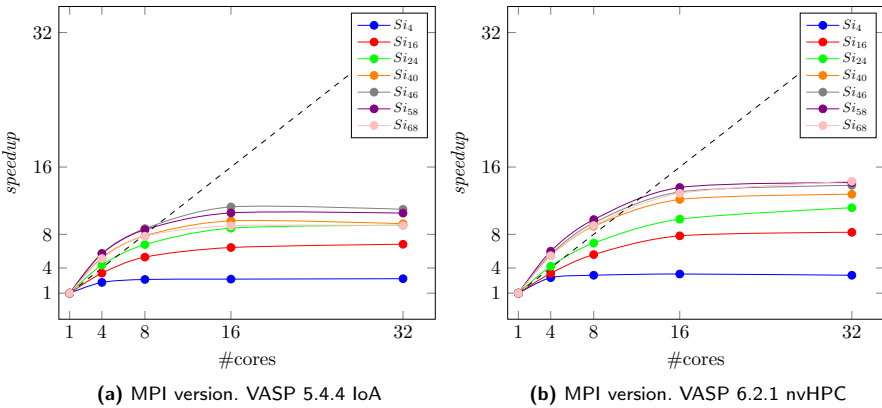 32
16
8
4
1
speedup
1
4
8
16
32
#cores
Si4
Si16
Si24
Si40
Si46
Si58
Si68
(a) MPI version. VASP 5.4.4 IoA
32
16
8
4
1
speedup
1
4
8
16
32
#cores
Si4
Si16
Si24
Si40
Si46
Si58
Si68
(b) MPI version. VASP 6.2.1 nvHPC